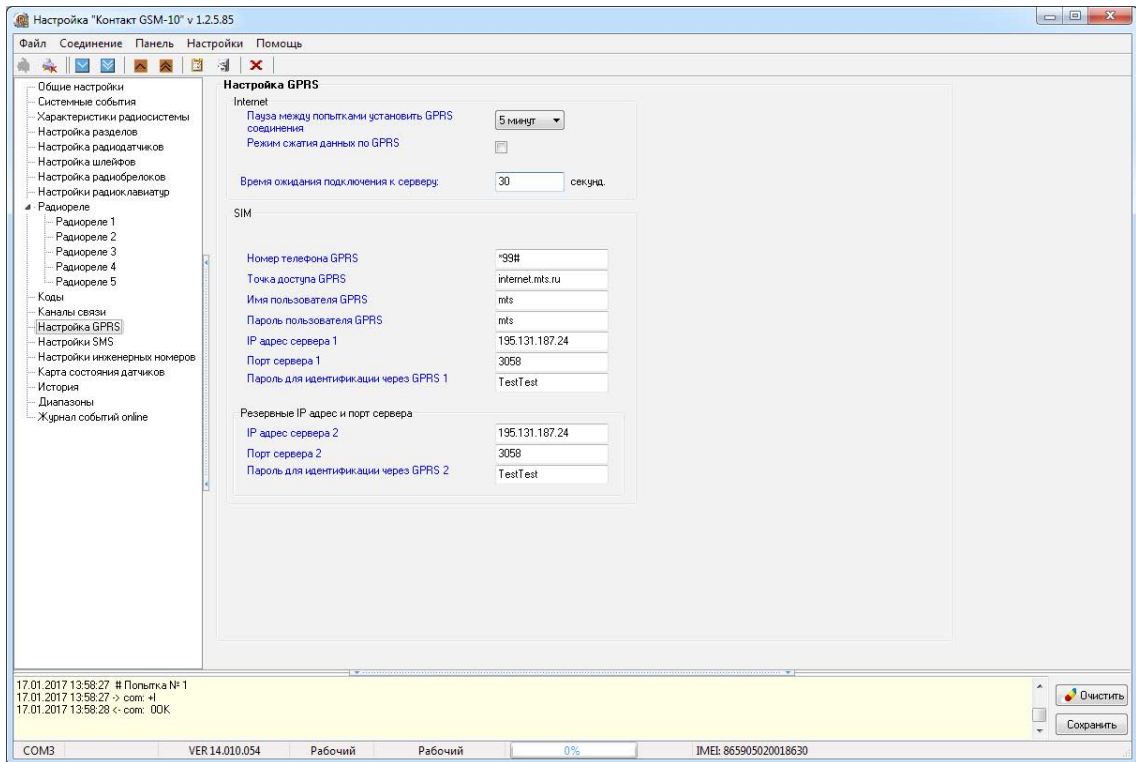 Настройка "Контакт GSM-10" v 1.2.5.85
Файл Соединение Панель Настройки Помощь
Общие настройки
Системные события
Характеристики радиосистемы
Настройка разделов
Настройка радиодатчиков
Настройка шлейфов
Настройка радиобрелоков
Настройки радиоклавиатур
Радиореле
Радиореле 1
Радиореле 2
Радиореле 3
Радиореле 4
Радиореле 5
Коды
Каналы связи
Настройка GPRS
Настройки SMS
Настройки инженерных номеров
Карта состояния датчиков
История
Диапазоны
Журнал событий online
Настройка GPRS
Internet
Пауза между попытками установить GPRS
соединения
5 минут
Режим сжатия данных по GPRS
Время ожидания подключения к серверу: 30 секунд.
SIM
Номер телефона GPRS *99#
Точка доступа GPRS internet.mts.ru
Имя пользователя GPRS mts
Пароль пользователя GPRS mts
IP адрес сервера 1 195.131.187.24
Порт сервера 1 3058
Пароль для идентификации через GPRS 1 TestTest
Резервные IP адрес и порт сервера
IP адрес сервера 2 195.131.187.24
Порт сервера 2 3058
Пароль для идентификации через GPRS 2 TestTest
17.01.2017 13:58:27 # Попытка № 1
17.01.2017 13:58:27 -> com: +I
17.01.2017 13:58:28 <- com: 0OK
Очистить
Сохранить
COM3 VER 14.010.054 Рабочий Рабочий 0% IMEI: 865905020018630